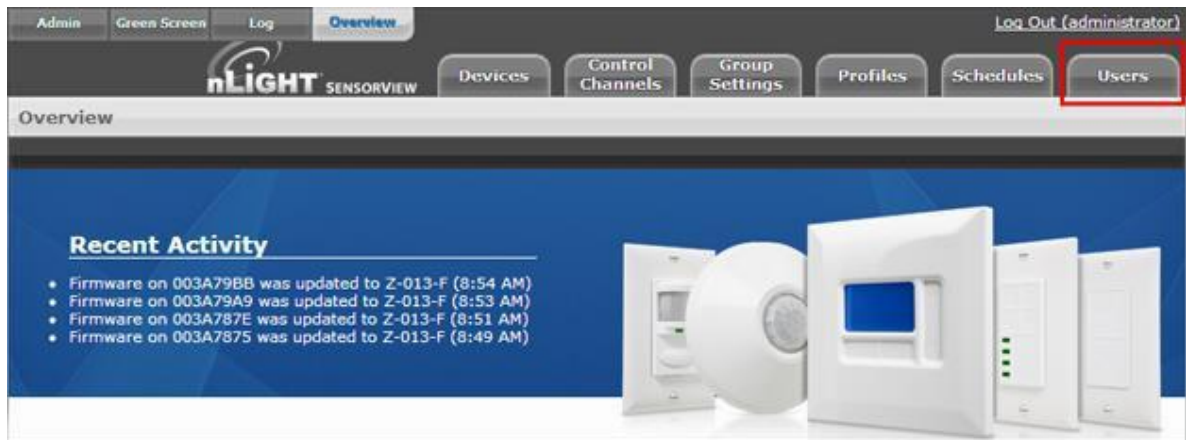 Admin Green Screen Log Overview Log Out (administrator)
nLiGHT SENSORVIEW Devices Control Channels Group Settings Profiles Schedules Users
Overview
Recent Activity
• Firmware on 003A79BB was updated to Z-013-F (8:54 AM)
• Firmware on 003A79A9 was updated to Z-013-F (8:53 AM)
• Firmware on 003A787E was updated to Z-013-F (8:51 AM)
• Firmware on 003A7875 was updated to Z-013-F (8:49 AM)